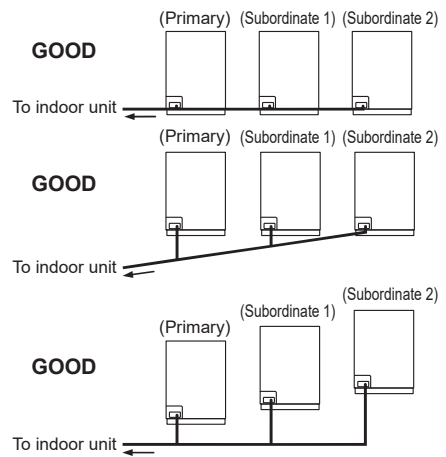 (Primary) (Subordinate 1) (Subordinate 2)
GOOD
To indoor unit
(Primary) (Subordinate 1) (Subordinate 2)
GOOD
To indoor unit
(Subordinate 2)
(Subordinate 1)
(Primary)
GOOD
To indoor unit